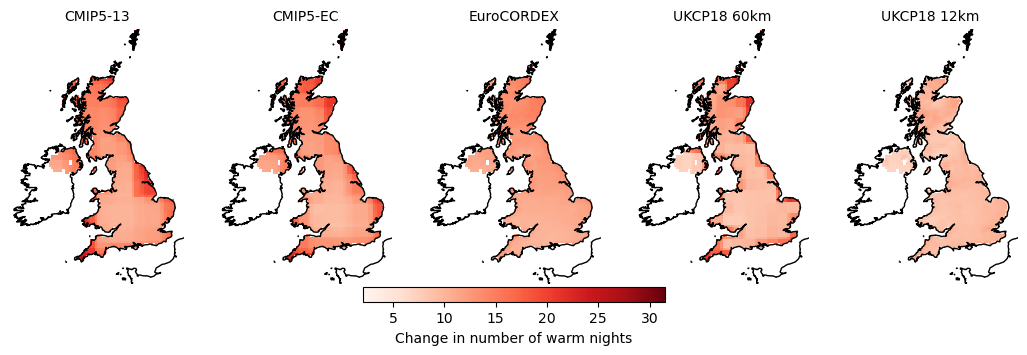 CMIP5-13 CMIP5-EC EuroCORDEX UKCP18 60km UKCP18 12km
5 10 15 20 25 30
Change in number of warm nights